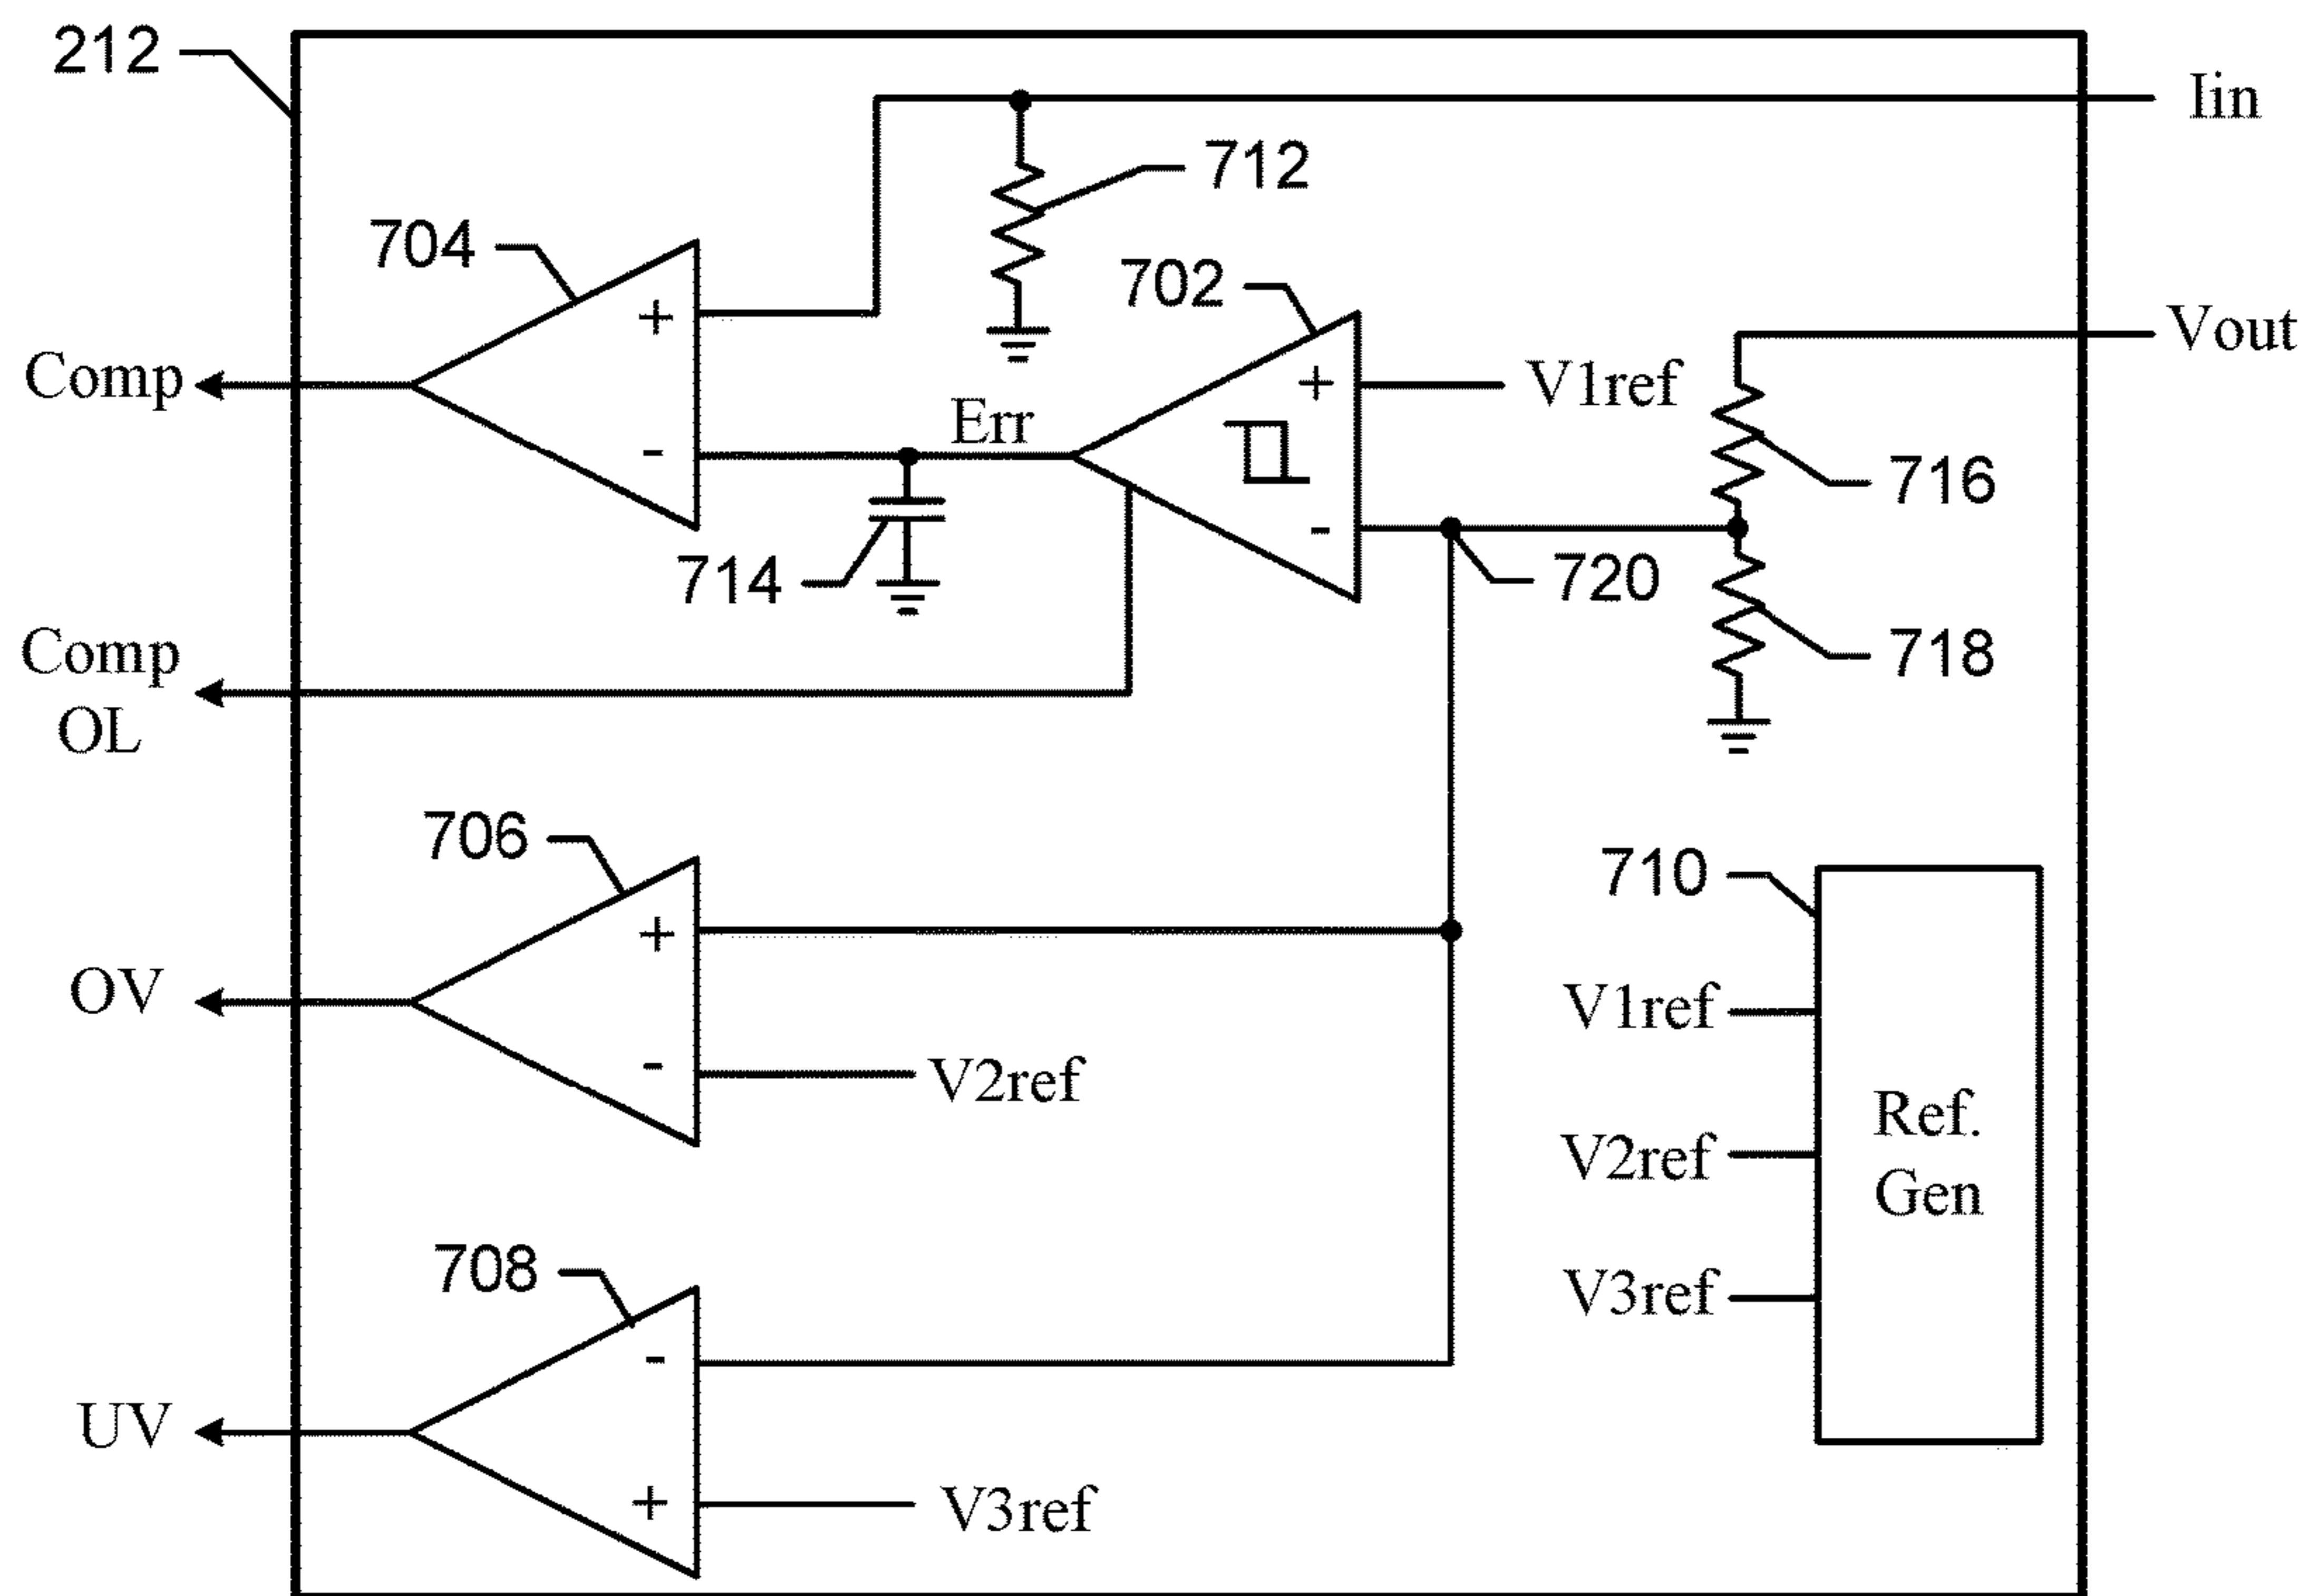 212
Iin
712
704
702
Vout
Comp
+
+
V1ref
Err
-
716
-
714
720
Comp
OL
718
706
710
+
OV
V1ref
-
V2ref
Ref.
Gen
V2ref
708
V3ref
-
UV
+
V3ref